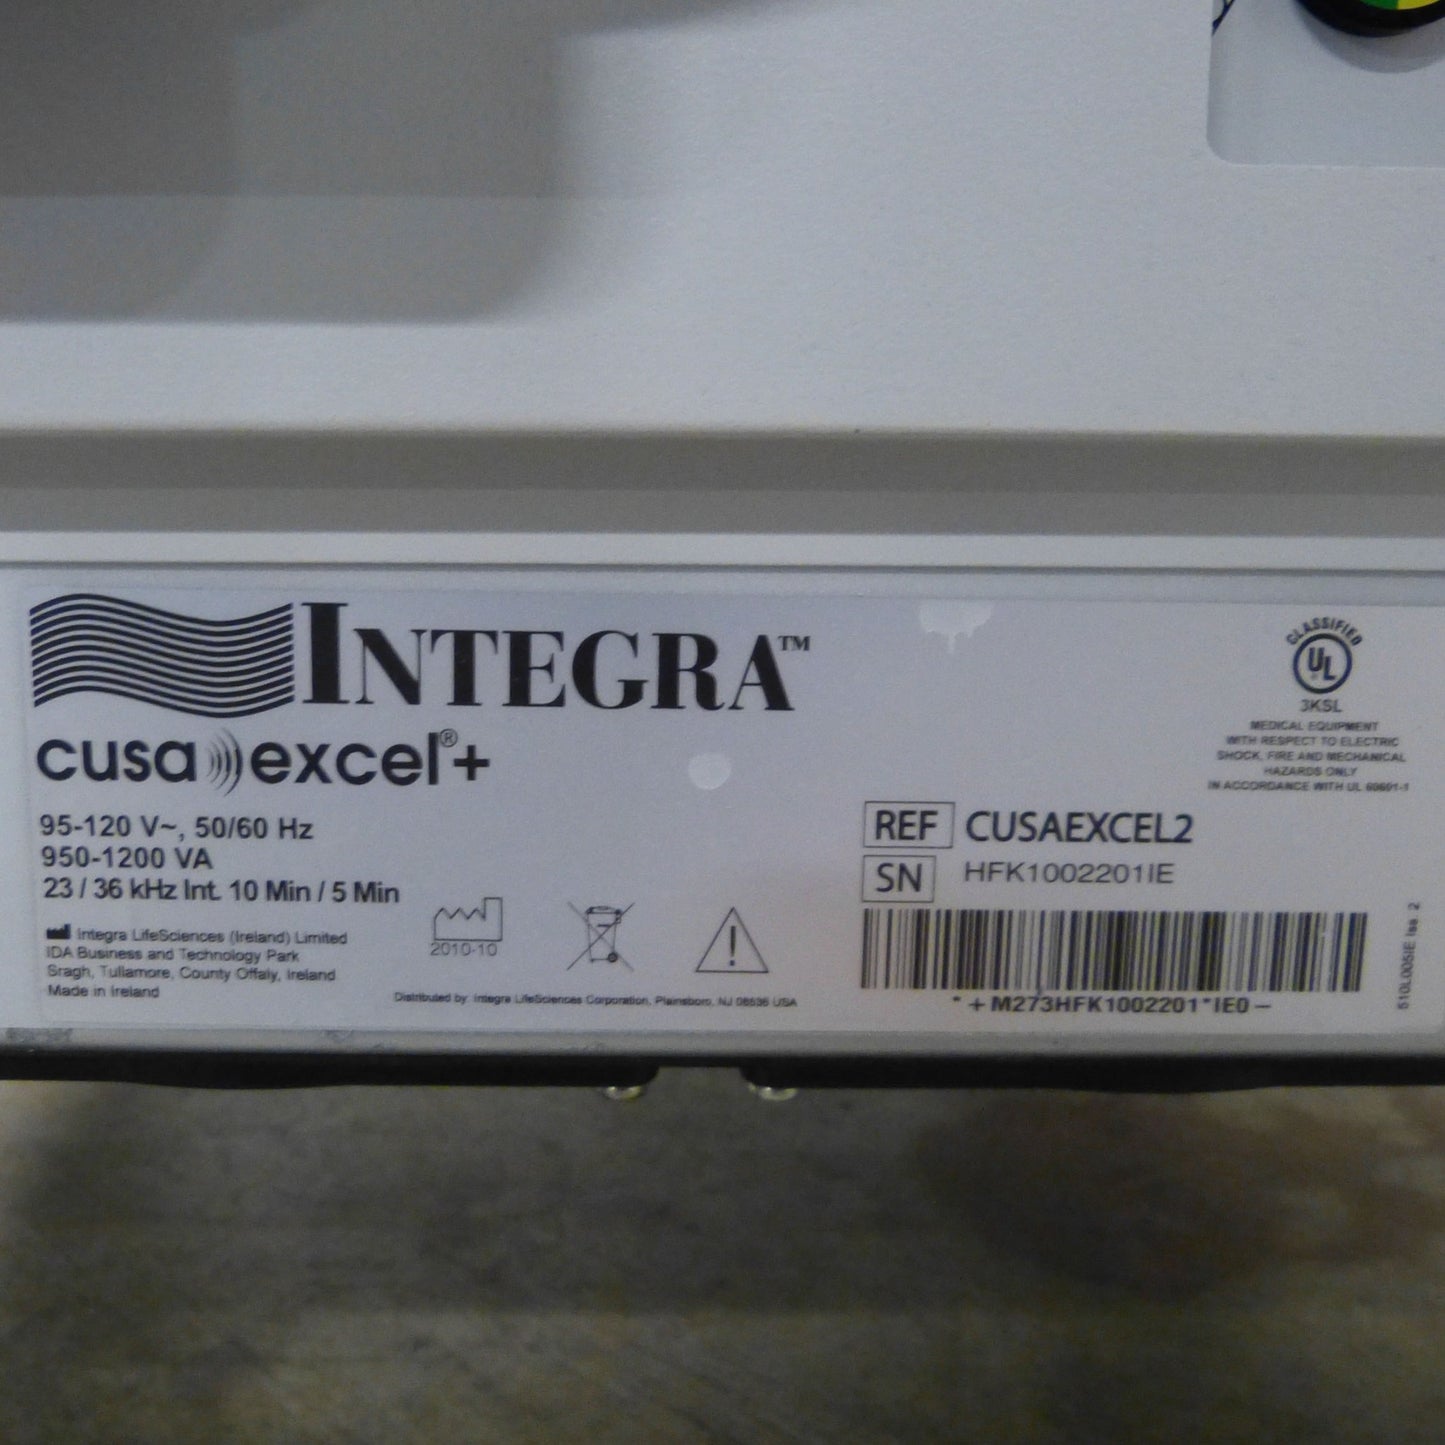 INTEGRA™
cusa excel®+
95-120 V~, 50/60 Hz
950-1200 VA
23 / 36 kHz Int. 10 Min / 5 Min
Integra LifeSciences (Ireland) Limited
IDA Business and Technology Park
Sragh, Tullamore, County Offaly, Ireland
Made in Ireland
2010-10
Distributed by: Integra LifeSciences Corporation, Plainsboro, NJ 08536 USA
CLASSIFIED
UL
3KSL
MEDICAL EQUIPMENT
WITH RESPECT TO ELECTRIC
SHOCK, FIRE AND MECHANICAL
HAZARDS ONLY
IN ACCORDANCE WITH UL 60601-1
REF CUSAEXCEL2
SN HFK1002201IE
*+M273HFK1002201*IE0–
510L005IE Iss :2